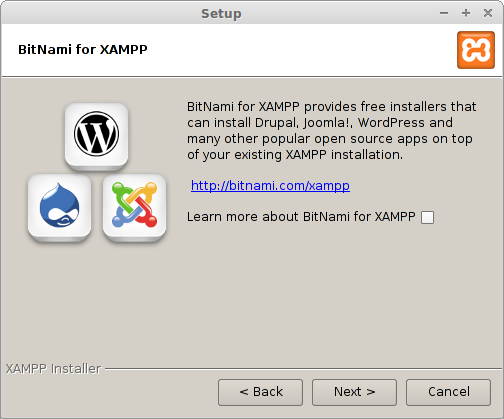 Setup
BitNami for XAMPP
BitNami for XAMPP provides free installers that
can install Drupal, Joomla!, WordPress and
many other popular open source apps on top
of your existing XAMPP installation.
http://bitnami.com/xampp
Learn more about BitNami for XAMPP
XAMPP Installer
< Back
Next >
Cancel